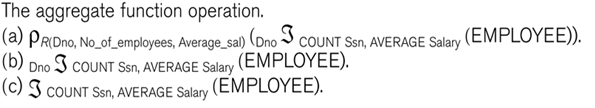 The aggregate function operation.
(a) ρR(Dno, No_of_employees, Average_sal) (Dno ℑ COUNT Ssn, AVERAGE Salary (EMPLOYEE)).
(b) Dno ℑ COUNT Ssn, AVERAGE Salary (EMPLOYEE).
(c) ℑ COUNT Ssn, AVERAGE Salary (EMPLOYEE).